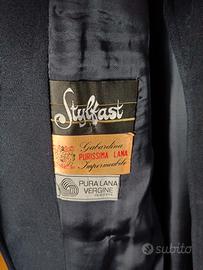 Stylfast
Gabardina
PURISSIMA LANA
Impermeabile
PURA LANA
VERGINE
subito